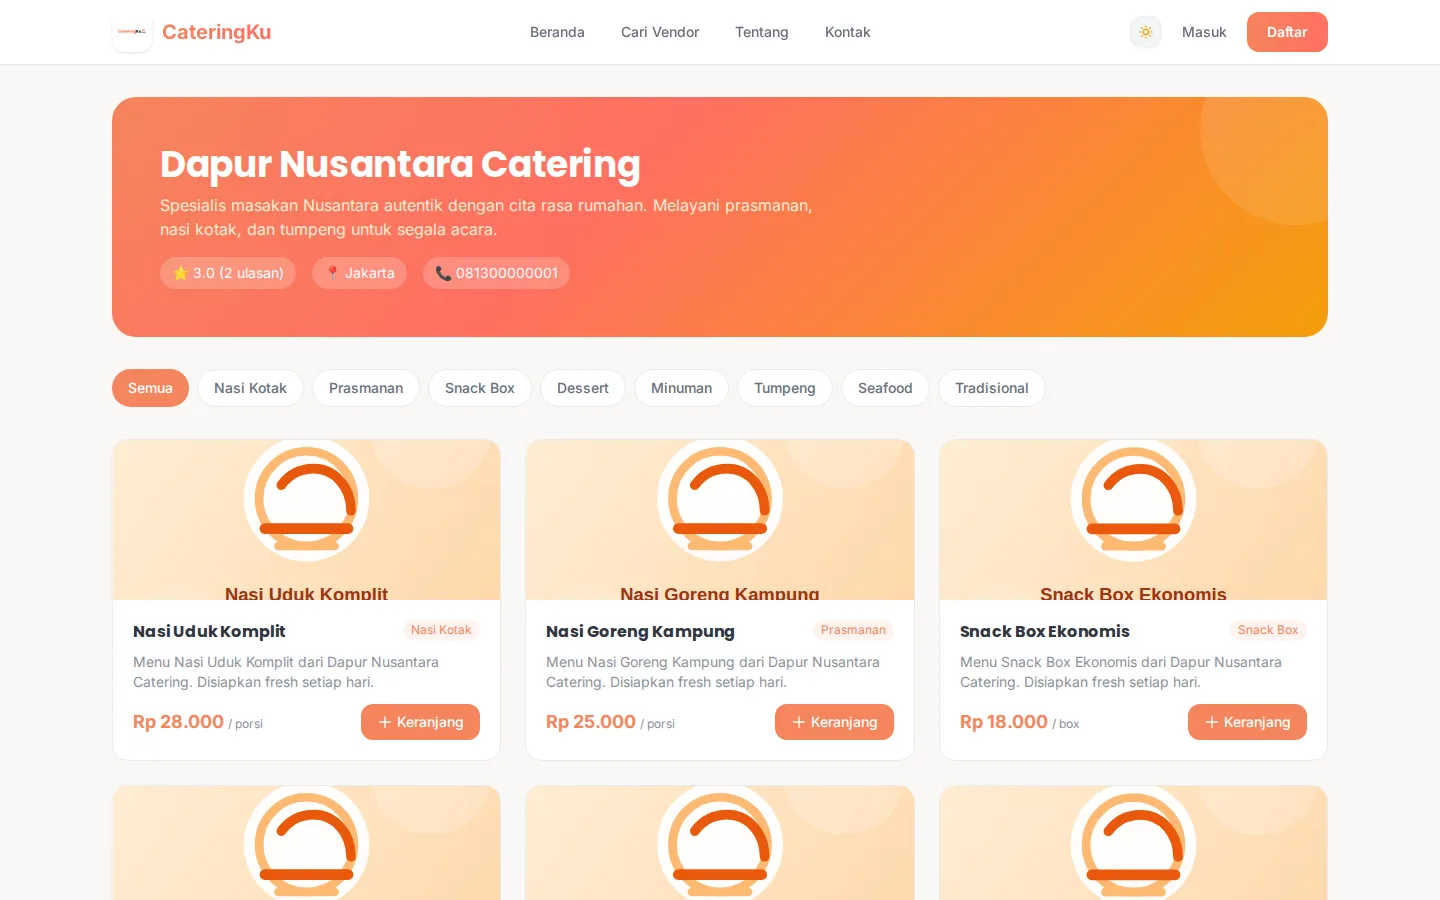 CateringKu
Beranda
Cari Vendor
Tentang
Kontak
Masuk
Daftar
Dapur Nusantara Catering
Spesialis masakan Nusantara autentik dengan cita rasa rumahan. Melayani prasmanan,
nasi kotak, dan tumpeng untuk segala acara.
⭐ 3.0 (2 ulasan)
📍 Jakarta
📞 081300000001
Semua
Nasi Kotak
Prasmanan
Snack Box
Dessert
Minuman
Tumpeng
Seafood
Tradisional
Nasi Uduk Komplit
Nasi Uduk Komplit
Nasi Kotak
Menu Nasi Uduk Komplit dari Dapur Nusantara
Catering. Disiapkan fresh setiap hari.
Rp 28.000 / porsi
+ Keranjang
Nasi Goreng Kampung
Nasi Goreng Kampung
Prasmanan
Menu Nasi Goreng Kampung dari Dapur Nusantara
Catering. Disiapkan fresh setiap hari.
Rp 25.000 / porsi
+ Keranjang
Snack Box Ekonomis
Snack Box Ekonomis
Snack Box
Menu Snack Box Ekonomis dari Dapur Nusantara
Catering. Disiapkan fresh setiap hari.
Rp 18.000 / box
+ Keranjang